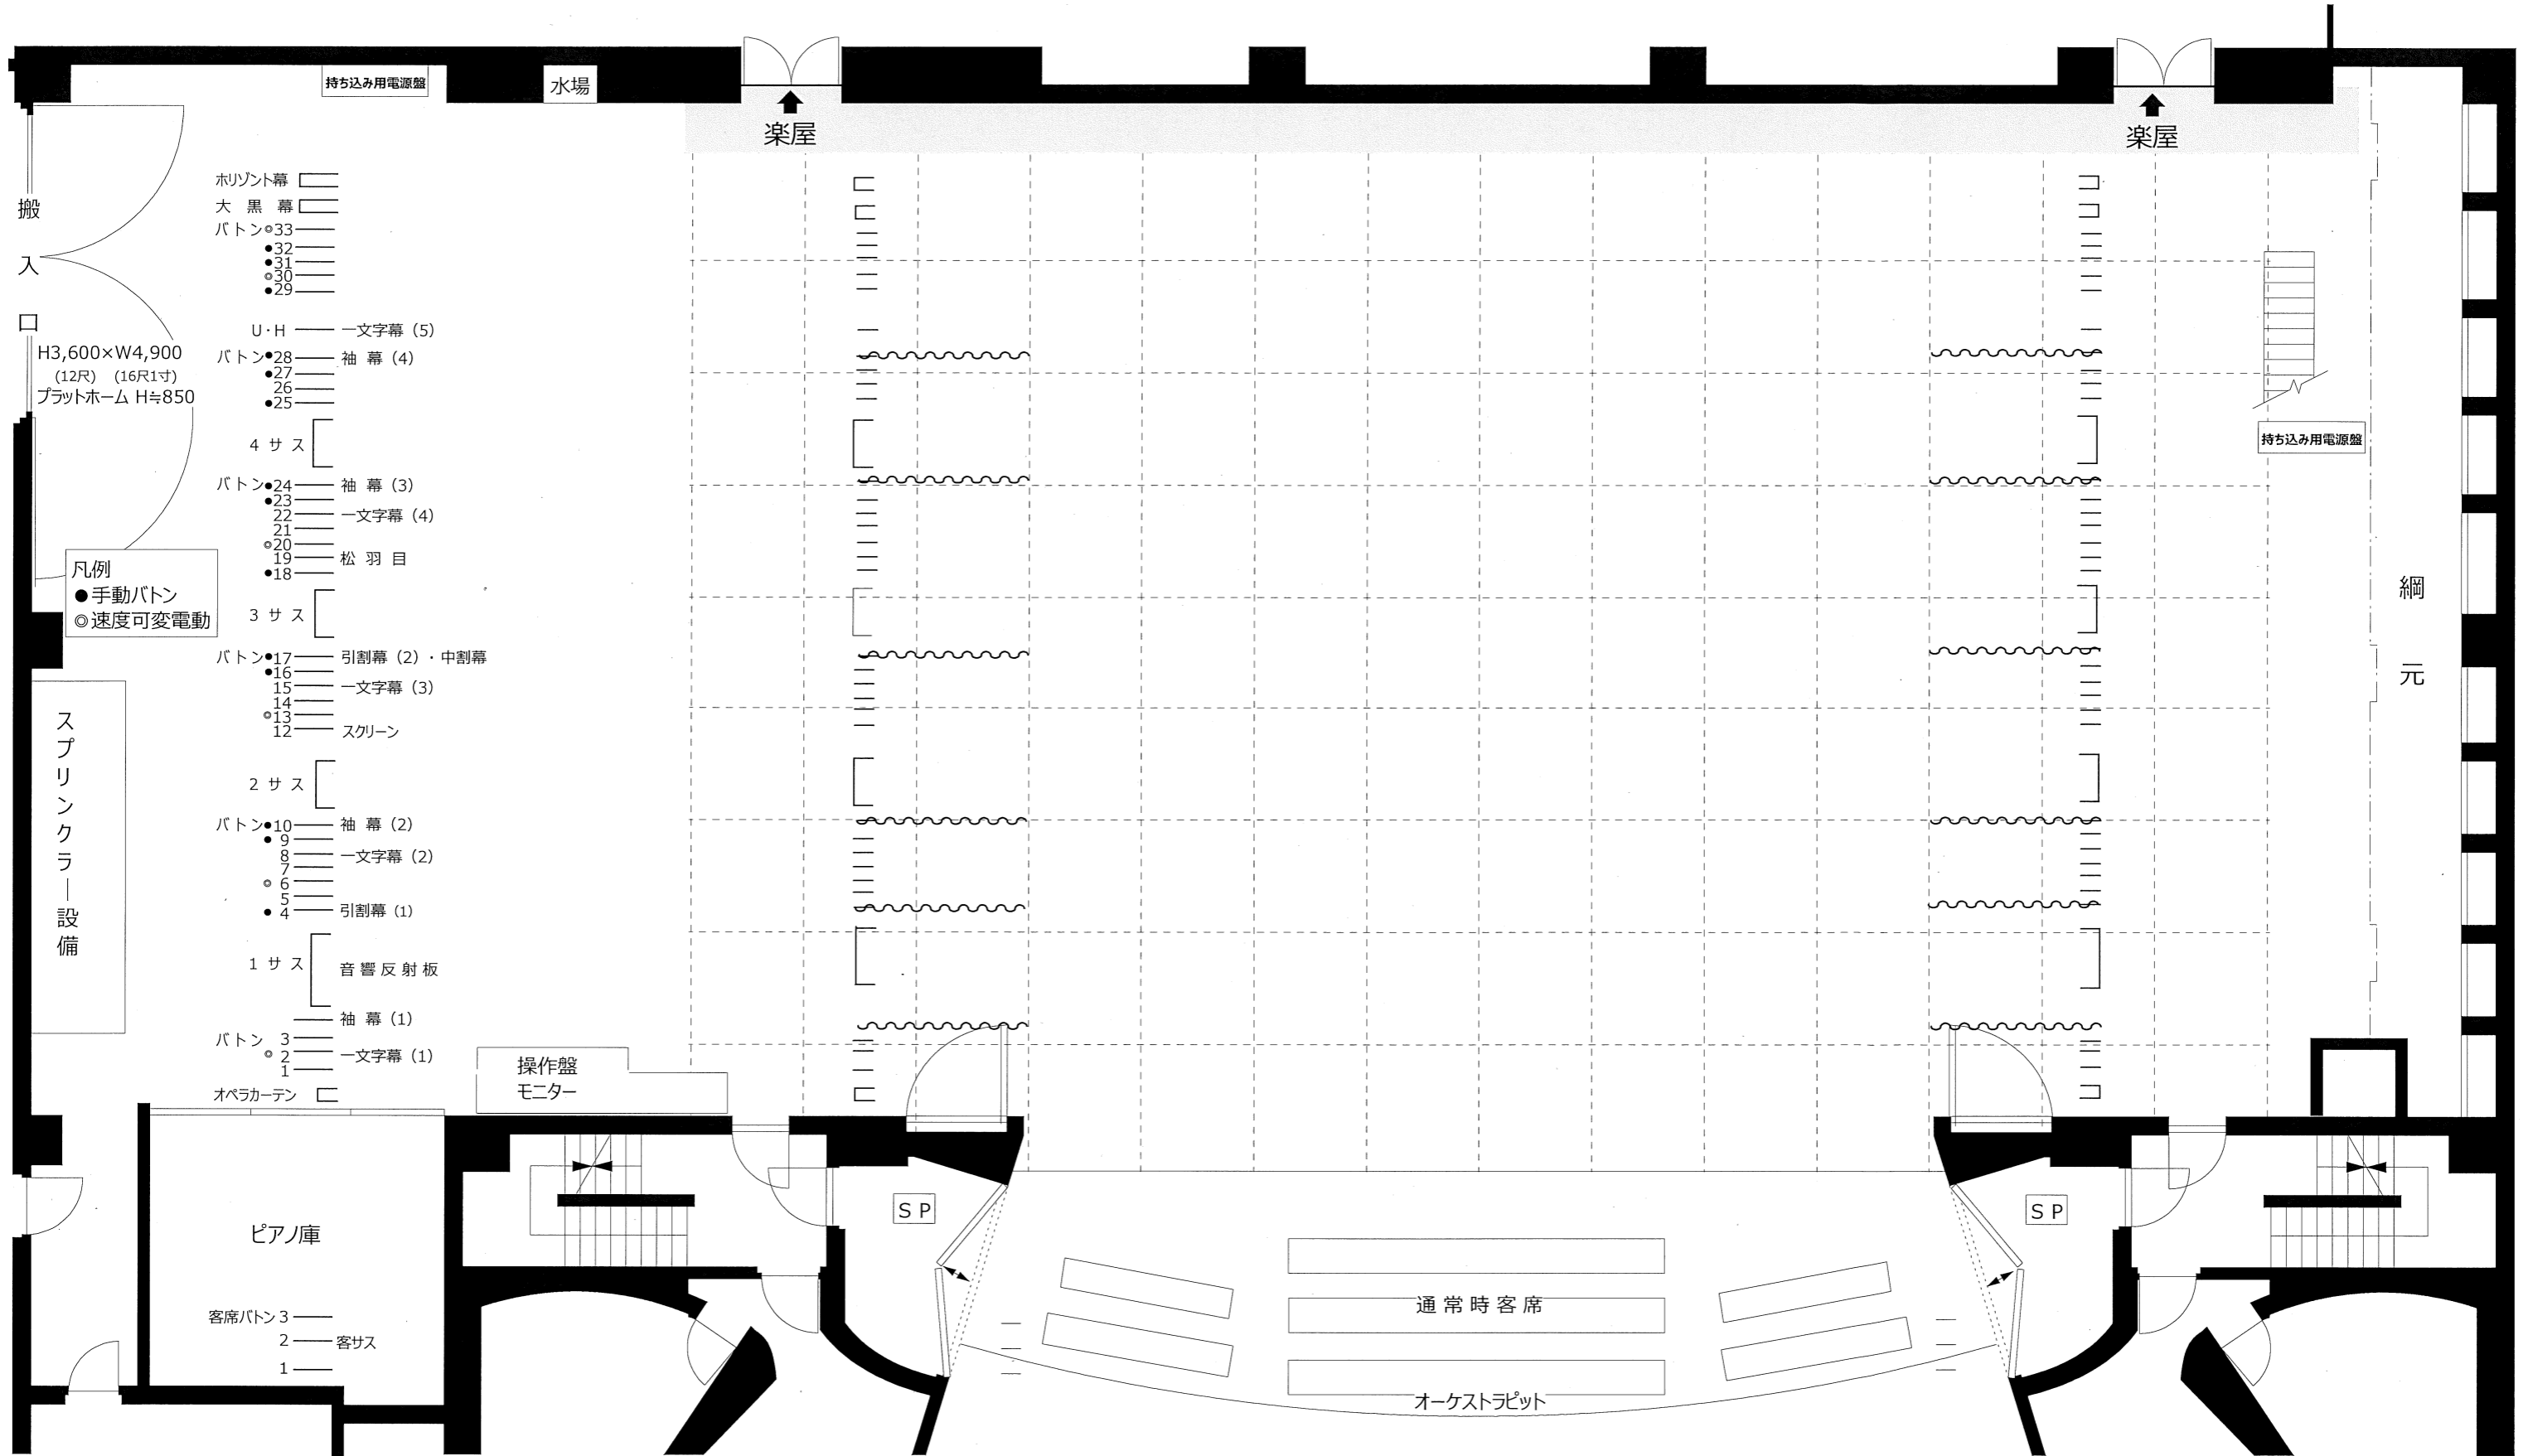 持ち込み用電源盤
水場
楽屋
楽屋
搬入口
H3,600×W4,900
(12尺) (16尺1寸)
プラットホーム H≒850
ホリゾント幕
大黒幕
バトン◎33
●32
●31
◎30
●29
U・H 一文字幕（5）
バトン●28 袖幕（4）
●27
26
●25
4サス
バトン●24 袖幕（3）
●23
22 一文字幕（4）
21
◎20
19 松羽目
●18
3サス
バトン●17 引割幕（2）・中割幕
●16
15 一文字幕（3）
14
◎13
12 スクリーン
2サス
バトン●10 袖幕（2）
●9
8 一文字幕（2）
7
◎6
5
●4 引割幕（1）
1サス 音響反射板
袖幕（1）
バトン 3
◎2 一文字幕（1）
1
オペラカーテン
凡例
●手動バトン
◎速度可変電動
スプリンクラー設備
操作盤
モニター
持ち込み用電源盤
綱元
ピアノ庫
客席バトン 3
2 客サス
1
SP
SP
通常時客席
オーケストラピット